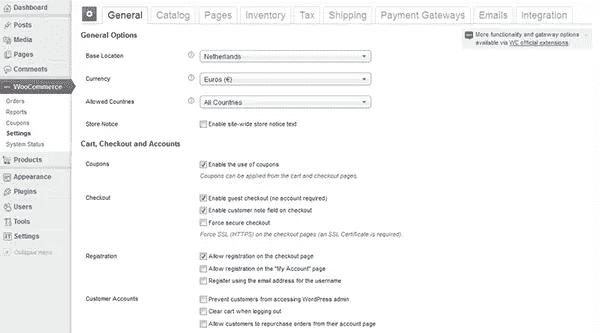 Dashboard
Posts
Media
Pages
Comments
WooCommerce
Orders
Reports
Coupons
Settings
System Status
Products
Appearance
Plugins
Users
Tools
Settings
Collapse menu
General Catalog Pages Inventory Tax Shipping Payment Gateways Emails Integration
More functionality and gateway options
available via WC official extensions.
General Options
Base Location Netherlands
Currency Euros (€)
Allowed Countries All Countries
Store Notice Enable site-wide store notice text
Cart, Checkout and Accounts
Coupons Enable the use of coupons
Coupons can be applied from the cart and checkout pages.
Checkout Enable guest checkout (no account required)
Enable customer note field on checkout
Force secure checkout
Force SSL (HTTPS) on the checkout pages (an SSL Certificate is required).
Registration Allow registration on the checkout page
Allow registration on the "My Account" page
Register using the email address for the username
Customer Accounts Prevent customers from accessing WordPress admin
Clear cart when logging out
Allow customers to repurchase orders from their account page